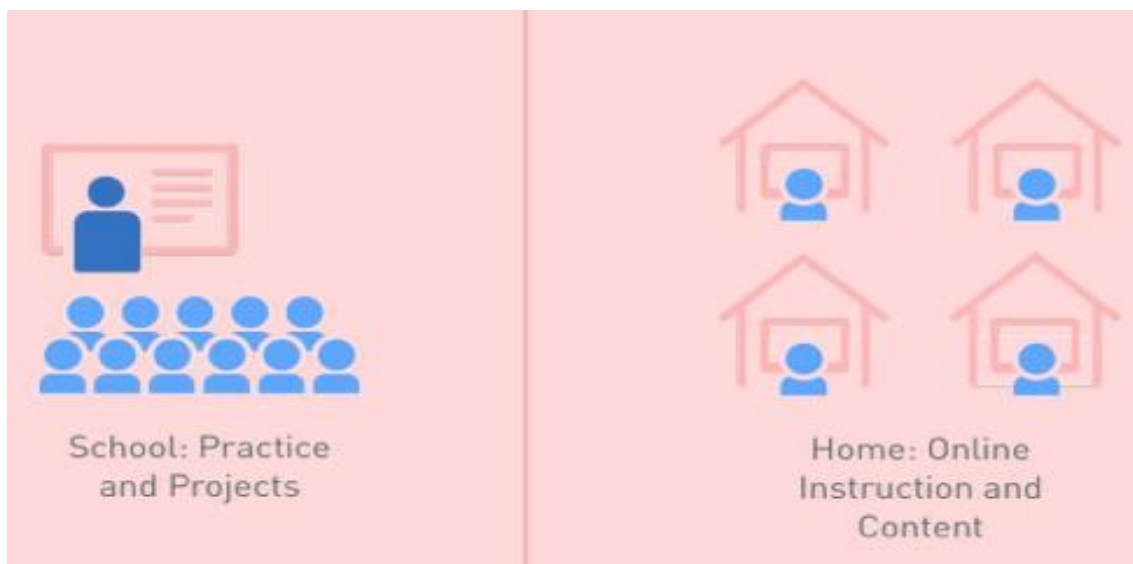 School: Practice
and Projects
Home: Online
Instruction and
Content